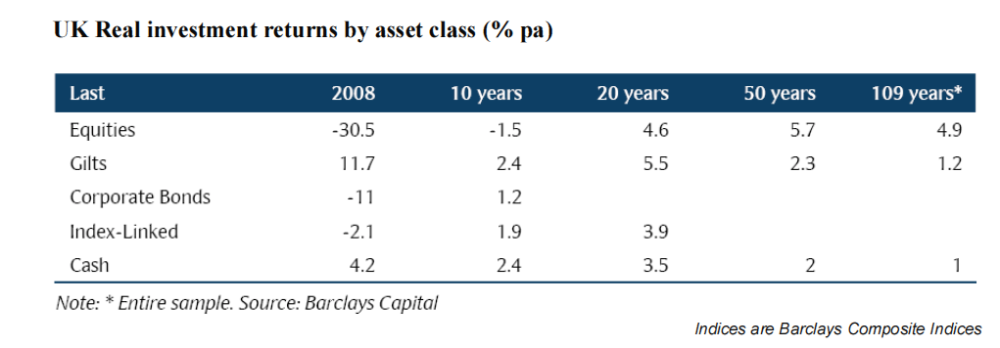 UK Real investment returns by asset class (% pa)
Last 2008 10 years 20 years 50 years 109 years*
Equities -30.5 -1.5 4.6 5.7 4.9
Gilts 11.7 2.4 5.5 2.3 1.2
Corporate Bonds -11 1.2
Index-Linked -2.1 1.9 3.9
Cash 4.2 2.4 3.5 2 1
Note: * Entire sample. Source: Barclays Capital
Indices are Barclays Composite Indices